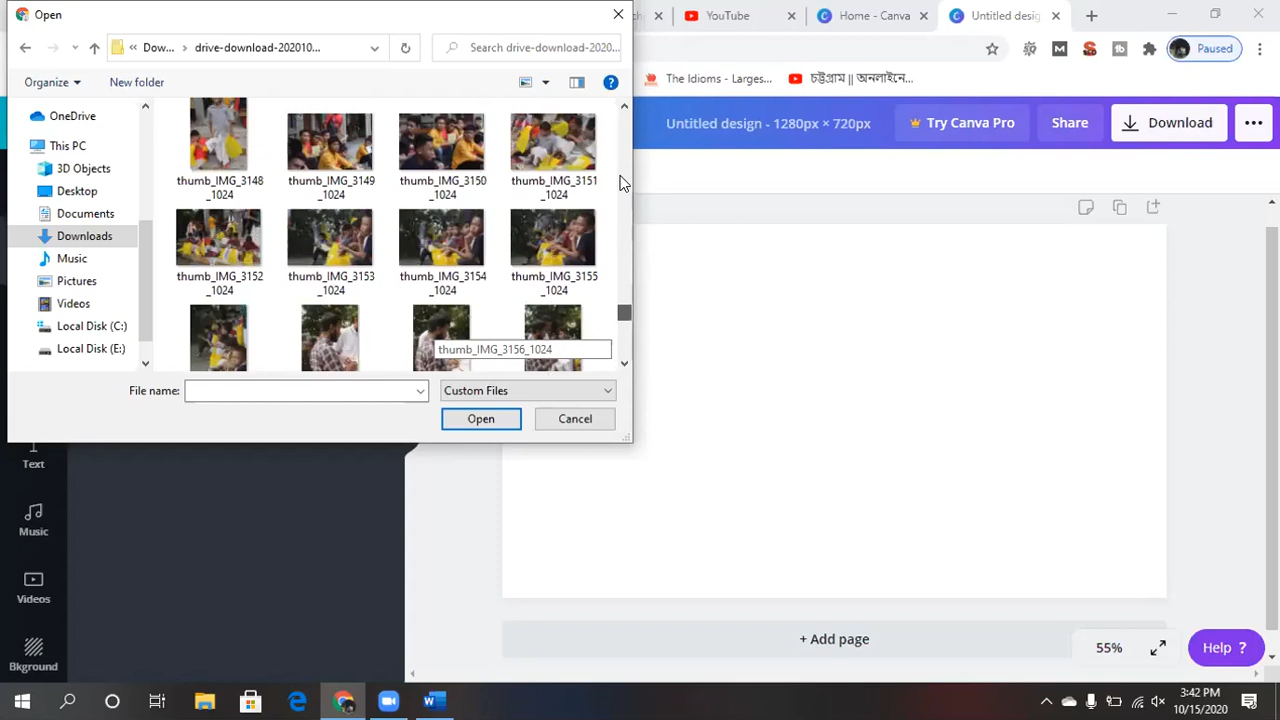 Open
YouTube
Home - Canva
Untitled desig
Dow...
drive-download-202010...
Search drive-download-2020...
Paused
Organize
New folder
The Idioms - Larges...
চট্টগ্রাম || অনলাইনে...
OneDrive
This PC
3D Objects
Desktop
Documents
Downloads
Music
Pictures
Videos
Local Disk (C:)
Local Disk (E:)
thumb_IMG_3148
_1024
thumb_IMG_3149
_1024
thumb_IMG_3150
_1024
thumb_IMG_3151
_1024
thumb_IMG_3152
_1024
thumb_IMG_3153
_1024
thumb_IMG_3154
_1024
thumb_IMG_3155
_1024
thumb_IMG_3156_1024
File name:
Custom Files
Open
Cancel
Untitled design - 1280px × 720px
Try Canva Pro
Share
Download
Text
Music
Videos
Bkground
+ Add page
55%
Help ?
3:42 PM
10/15/2020